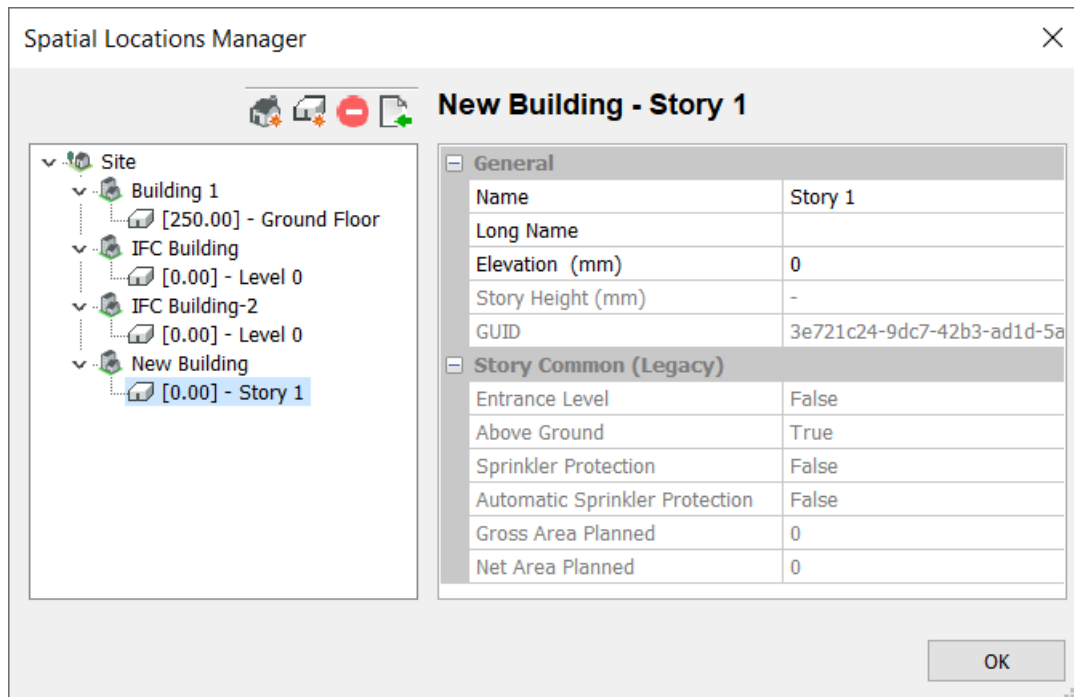 Spatial Locations Manager
New Building - Story 1
Site
Building 1
[250.00] - Ground Floor
IFC Building
[0.00] - Level 0
IFC Building-2
[0.00] - Level 0
New Building
[0.00] - Story 1
General
Name Story 1
Long Name
Elevation (mm) 0
Story Height (mm) -
GUID 3e721c24-9dc7-42b3-ad1d-5a
Story Common (Legacy)
Entrance Level False
Above Ground True
Sprinkler Protection False
Automatic Sprinkler Protection False
Gross Area Planned 0
Net Area Planned 0
OK